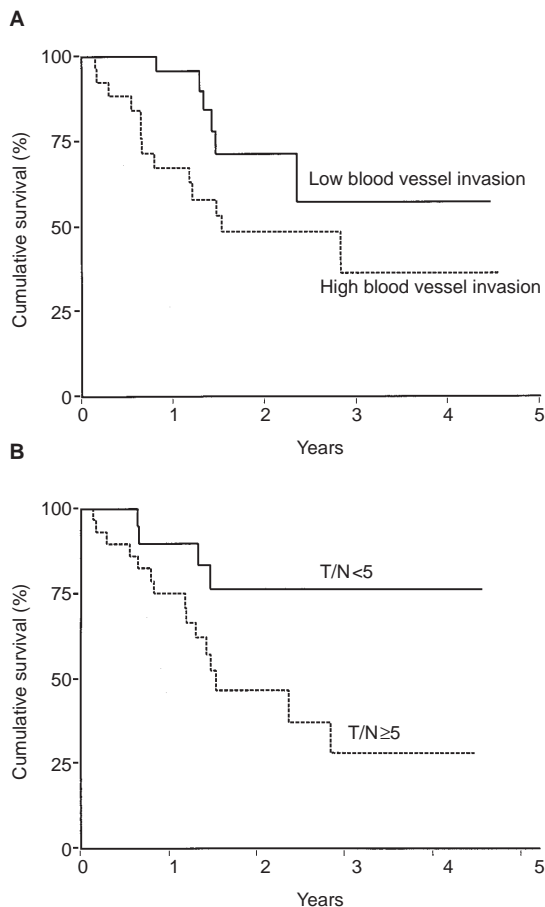 A
100
75
50
25
0
Cumulative survival (%)
Low blood vessel invasion
High blood vessel invasion
0 1 2 3 4 5
Years
B
100
75
50
25
0
Cumulative survival (%)
T/N<5
T/N≥5
0 1 2 3 4 5
Years